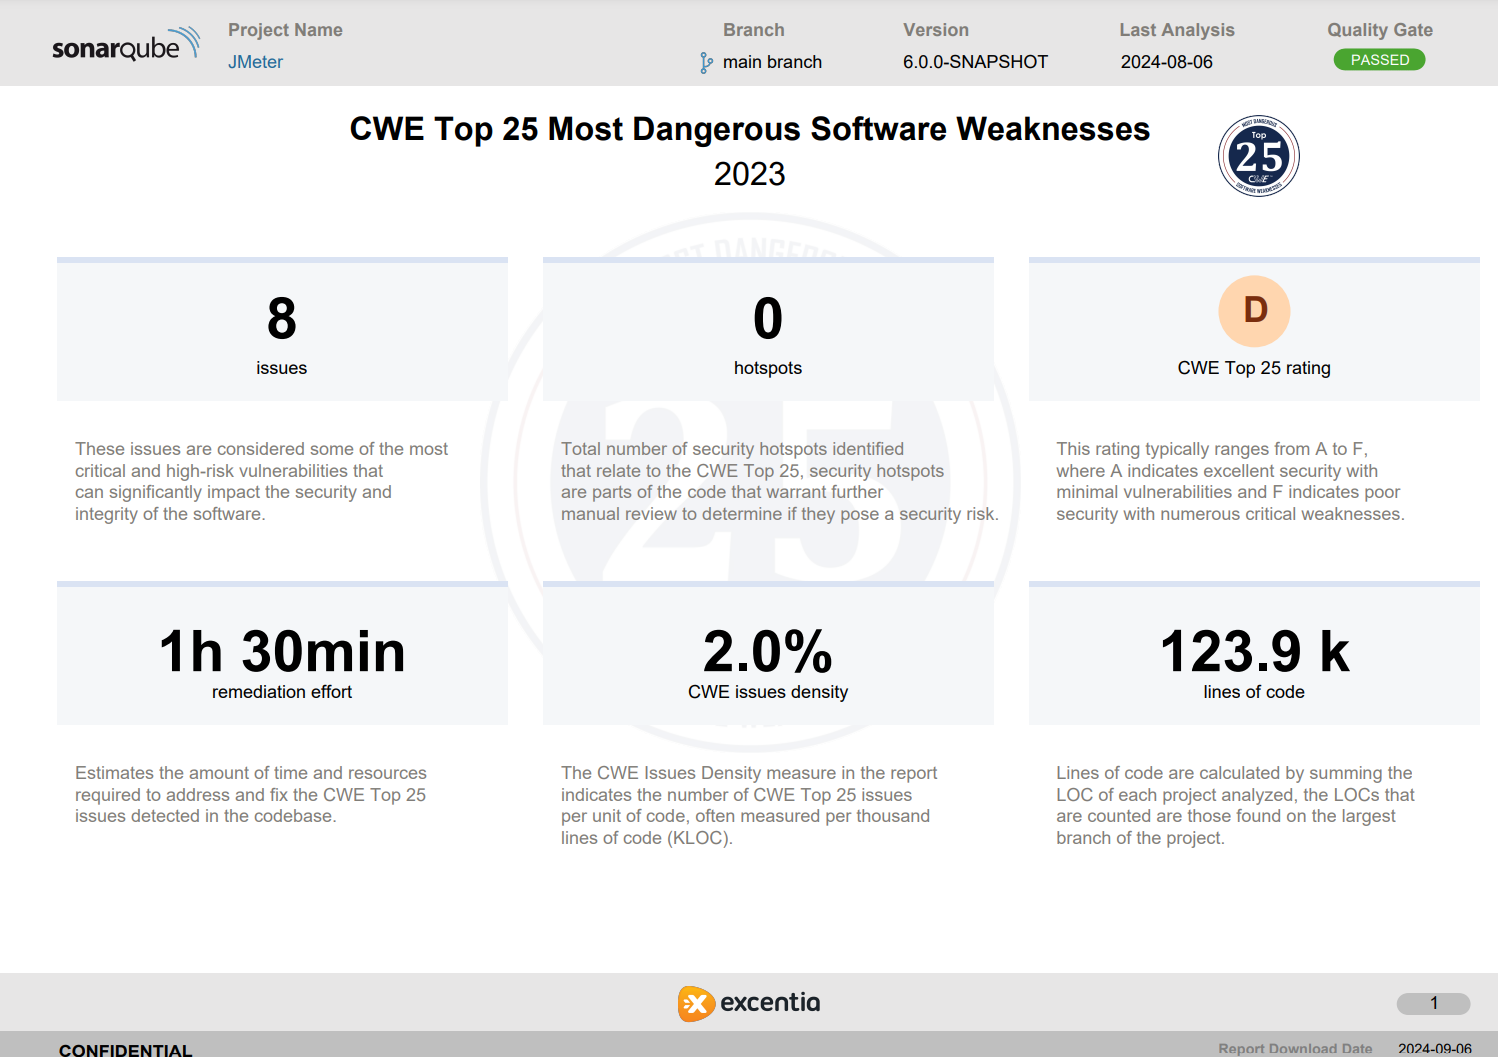 sonarqube
Project Name
JMeter
Branch
main branch
Version
6.0.0-SNAPSHOT
Last Analysis
2024-08-06
Quality Gate
PASSED
CWE Top 25 Most Dangerous Software Weaknesses
2023
MOST DANGEROUS
Top
25
CWE
SOFTWARE WEAKNESSES
8
issues
These issues are considered some of the most
critical and high-risk vulnerabilities that
can significantly impact the security and
integrity of the software.
0
hotspots
Total number of security hotspots identified
that relate to the CWE Top 25, security hotspots
are parts of the code that warrant further
manual review to determine if they pose a security risk.
D
CWE Top 25 rating
This rating typically ranges from A to F,
where A indicates excellent security with
minimal vulnerabilities and F indicates poor
security with numerous critical weaknesses.
25
1h 30min
remediation effort
Estimates the amount of time and resources
required to address and fix the CWE Top 25
issues detected in the codebase.
2.0%
CWE issues density
The CWE Issues Density measure in the report
indicates the number of CWE Top 25 issues
per unit of code, often measured per thousand
lines of code (KLOC).
123.9 k
lines of code
Lines of code are calculated by summing the
LOC of each project analyzed, the LOCs that
are counted are those found on the largest
branch of the project.
excentia
1
CONFIDENTIAL
Report Download Date
2024-09-06